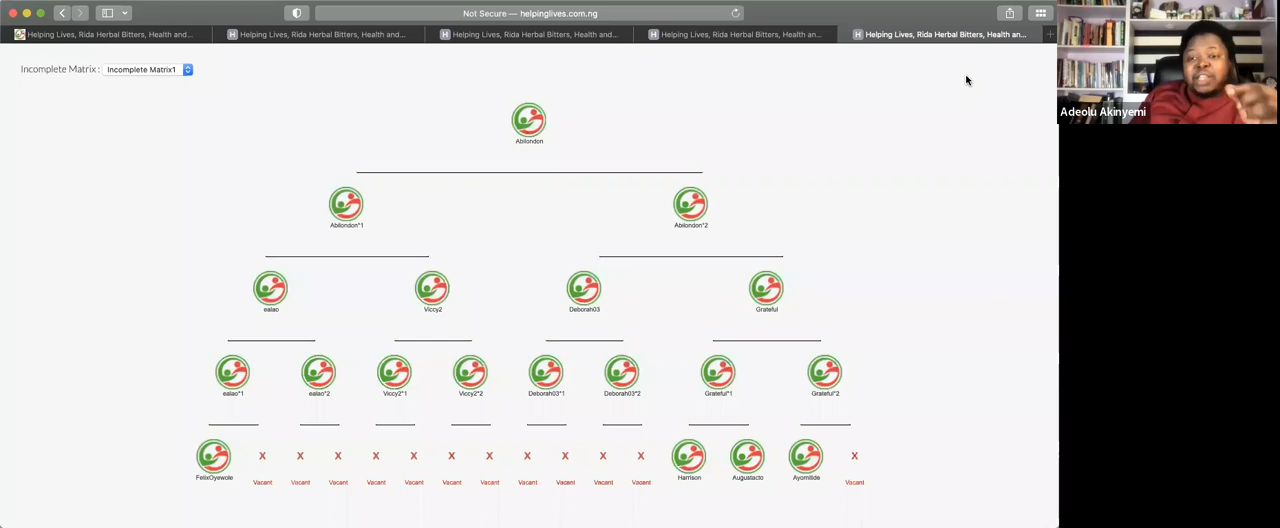 Not Secure — helpinglives.com.ng
Helping Lives, Rida Herbal Bitters, Health and... Helping Lives, Rida Herbal Bitters, Health and... Helping Lives, Rida Herbal Bitters, Health and... Helping Lives, Rida Herbal Bitters, Health an... Helping Lives, Rida Herbal Bitters, Health an...
Incomplete Matrix : Incomplete Matrix1
Adeolu Akinyemi
Abilondon
Abilondon*1 Abilondon*2
ealao Viccy2 Deborah03 Grateful
ealao*1 ealao*2 Viccy2*1 Viccy2*2 Deborah03*1 Deborah03*2 Grateful*1 Grateful*2
X X X X X X X X X X X X
FelixOyewole Vacant Vacant Vacant Vacant Vacant Vacant Vacant Vacant Vacant Vacant Vacant Harrison Augustacto Ayomitide Vacant